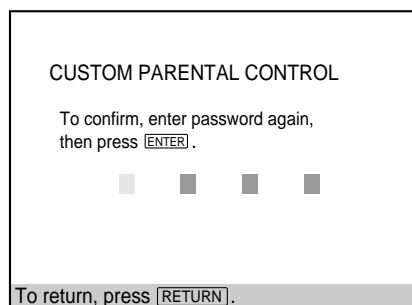 CUSTOM PARENTAL CONTROL
To confirm, enter password again,
then press ENTER .
To return, press RETURN .